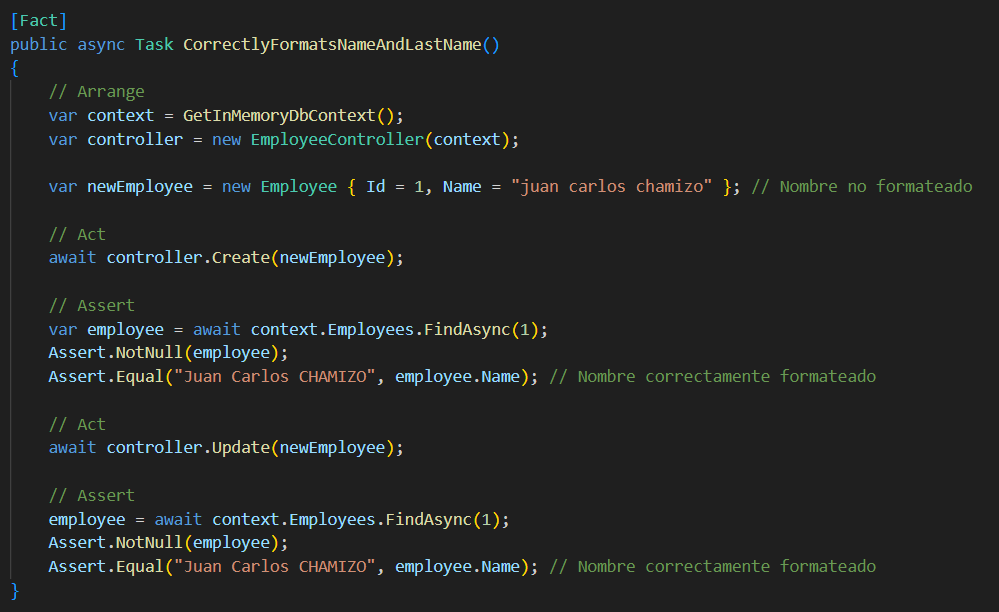 [Fact]
public async Task CorrectlyFormatsNameAndLastName()
{
    // Arrange
    var context = GetInMemoryDbContext();
    var controller = new EmployeeController(context);

    var newEmployee = new Employee { Id = 1, Name = "juan carlos chamizo" }; // Nombre no formateado

    // Act
    await controller.Create(newEmployee);

    // Assert
    var employee = await context.Employees.FindAsync(1);
    Assert.NotNull(employee);
    Assert.Equal("Juan Carlos CHAMIZO", employee.Name); // Nombre correctamente formateado

    // Act
    await controller.Update(newEmployee);

    // Assert
    employee = await context.Employees.FindAsync(1);
    Assert.NotNull(employee);
    Assert.Equal("Juan Carlos CHAMIZO", employee.Name); // Nombre correctamente formateado
}